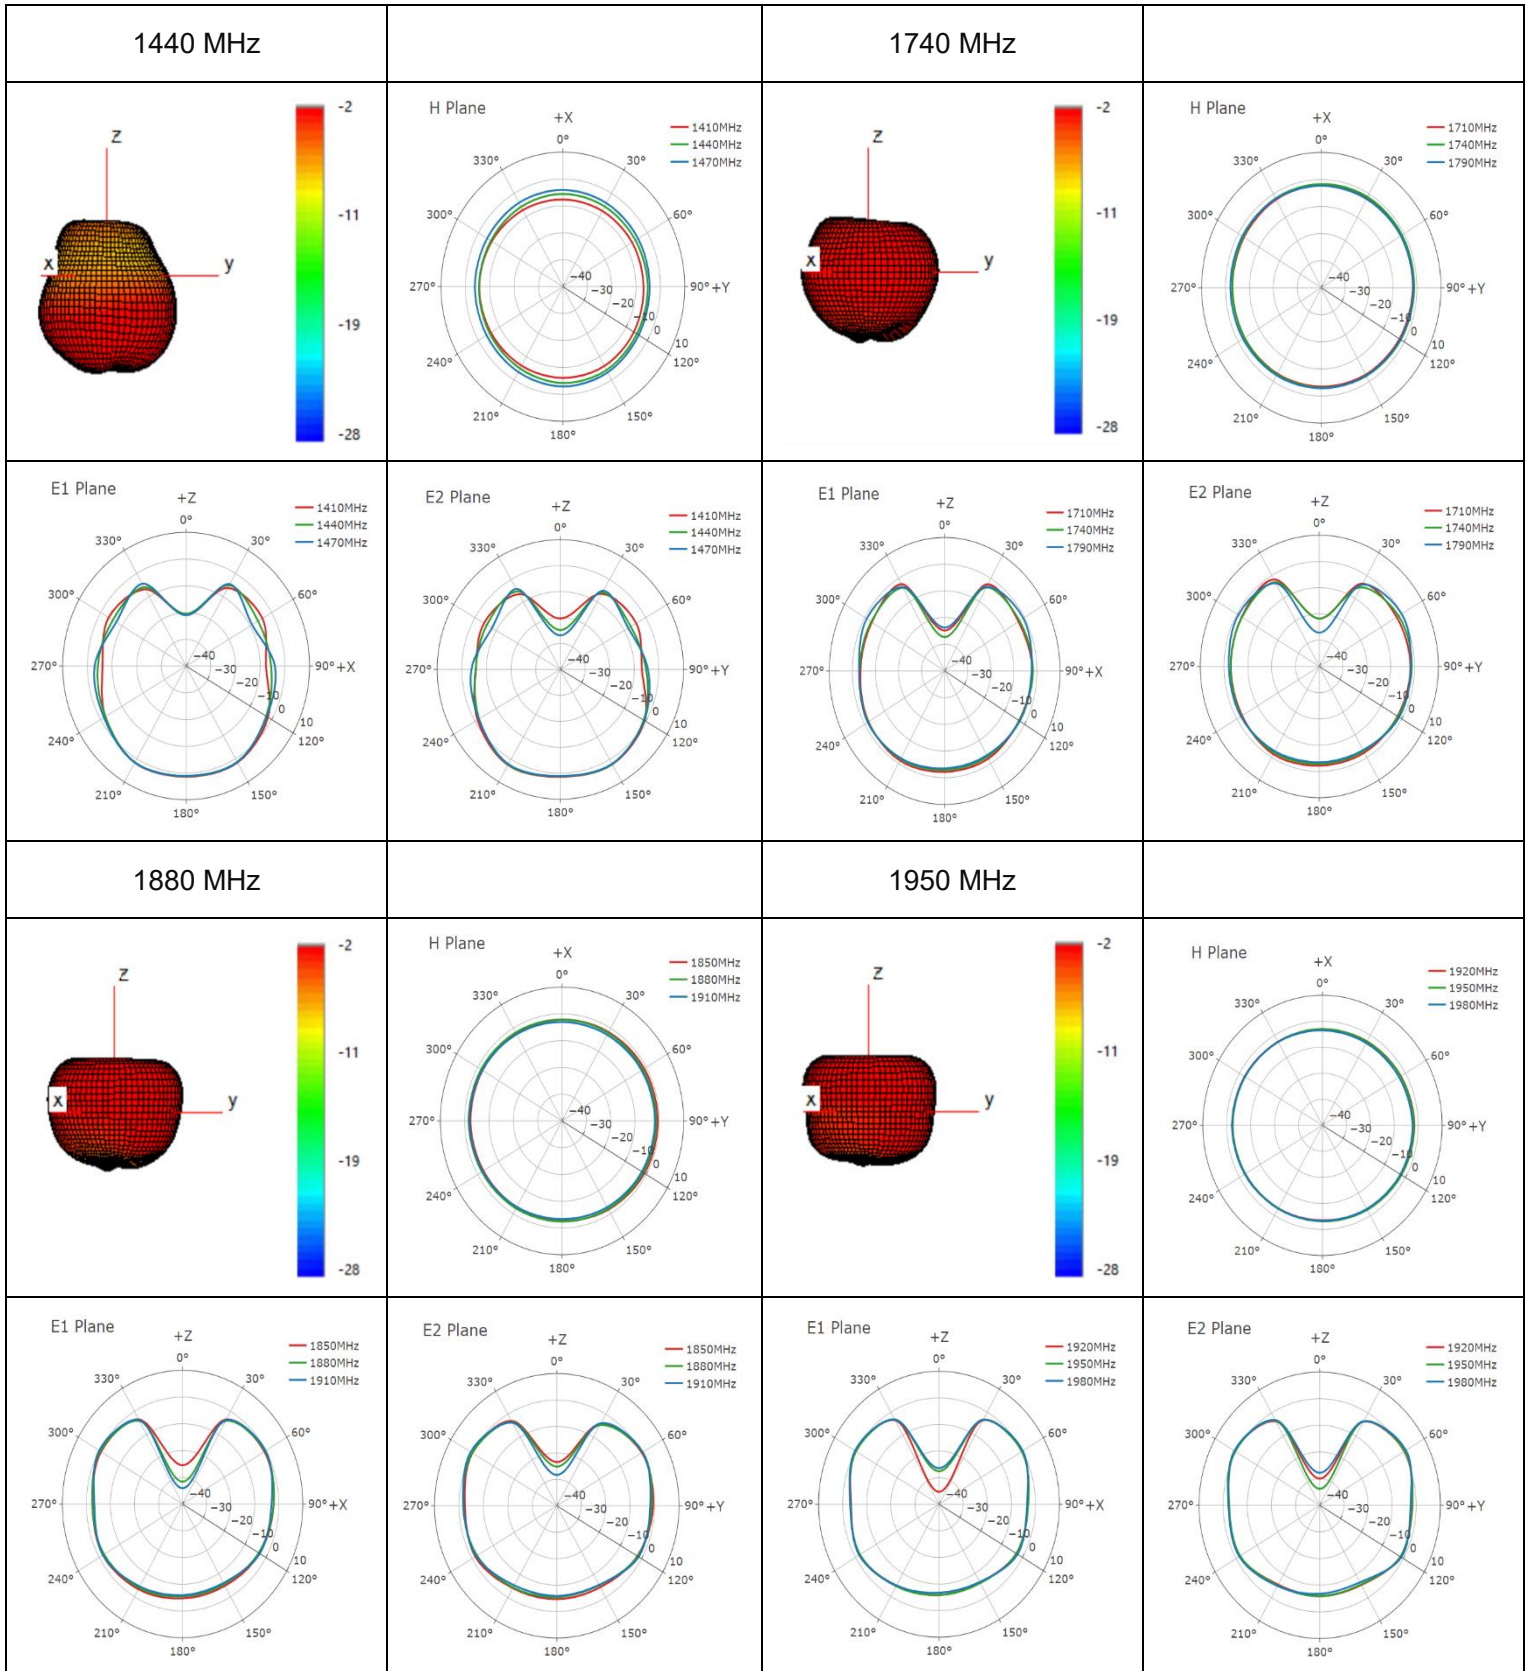 1440 MHz
1740 MHz
z
x
y
-2
-11
-19
-28
H Plane
+X
0°
30°
60°
90°+Y
120°
150°
180°
210°
240°
270°
300°
330°
−40
−30
−20
−10
0
10
1410MHz
1440MHz
1470MHz
z
x
y
-2
-11
-19
-28
H Plane
+X
0°
30°
60°
90°+Y
120°
150°
180°
210°
240°
270°
300°
330°
−40
−30
−20
−10
0
10
1710MHz
1740MHz
1790MHz
E1 Plane
+Z
0°
30°
60°
90°+X
120°
150°
180°
210°
240°
270°
300°
330°
−40
−30
−20
−10
0
10
1410MHz
1440MHz
1470MHz
E2 Plane
+Z
0°
30°
60°
90°+Y
120°
150°
180°
210°
240°
270°
300°
330°
−40
−30
−20
−10
0
10
1410MHz
1440MHz
1470MHz
E1 Plane
+Z
0°
30°
60°
90°+X
120°
150°
180°
210°
240°
270°
300°
330°
−40
−30
−20
−10
0
10
1710MHz
1740MHz
1790MHz
E2 Plane
+Z
0°
30°
60°
90°+Y
120°
150°
180°
210°
240°
270°
300°
330°
−40
−30
−20
−10
0
10
1710MHz
1740MHz
1790MHz
1880 MHz
1950 MHz
z
x
y
-2
-11
-19
-28
H Plane
+X
0°
30°
60°
90°+Y
120°
150°
180°
210°
240°
270°
300°
330°
−40
−30
−20
−10
0
10
1850MHz
1880MHz
1910MHz
z
x
y
-2
-11
-19
-28
H Plane
+X
0°
30°
60°
90°+Y
120°
150°
180°
210°
240°
270°
300°
330°
−40
−30
−20
−10
0
10
1920MHz
1950MHz
1980MHz
E1 Plane
+Z
0°
30°
60°
90°+X
120°
150°
180°
210°
240°
270°
300°
330°
−40
−30
−20
−10
0
10
1850MHz
1880MHz
1910MHz
E2 Plane
+Z
0°
30°
60°
90°+Y
120°
150°
180°
210°
240°
270°
300°
330°
−40
−30
−20
−10
0
10
1850MHz
1880MHz
1910MHz
E1 Plane
+Z
0°
30°
60°
90°+X
120°
150°
180°
210°
240°
270°
300°
330°
−40
−30
−20
−10
0
10
1920MHz
1950MHz
1980MHz
E2 Plane
+Z
0°
30°
60°
90°+Y
120°
150°
180°
210°
240°
270°
300°
330°
−40
−30
−20
−10
0
10
1920MHz
1950MHz
1980MHz